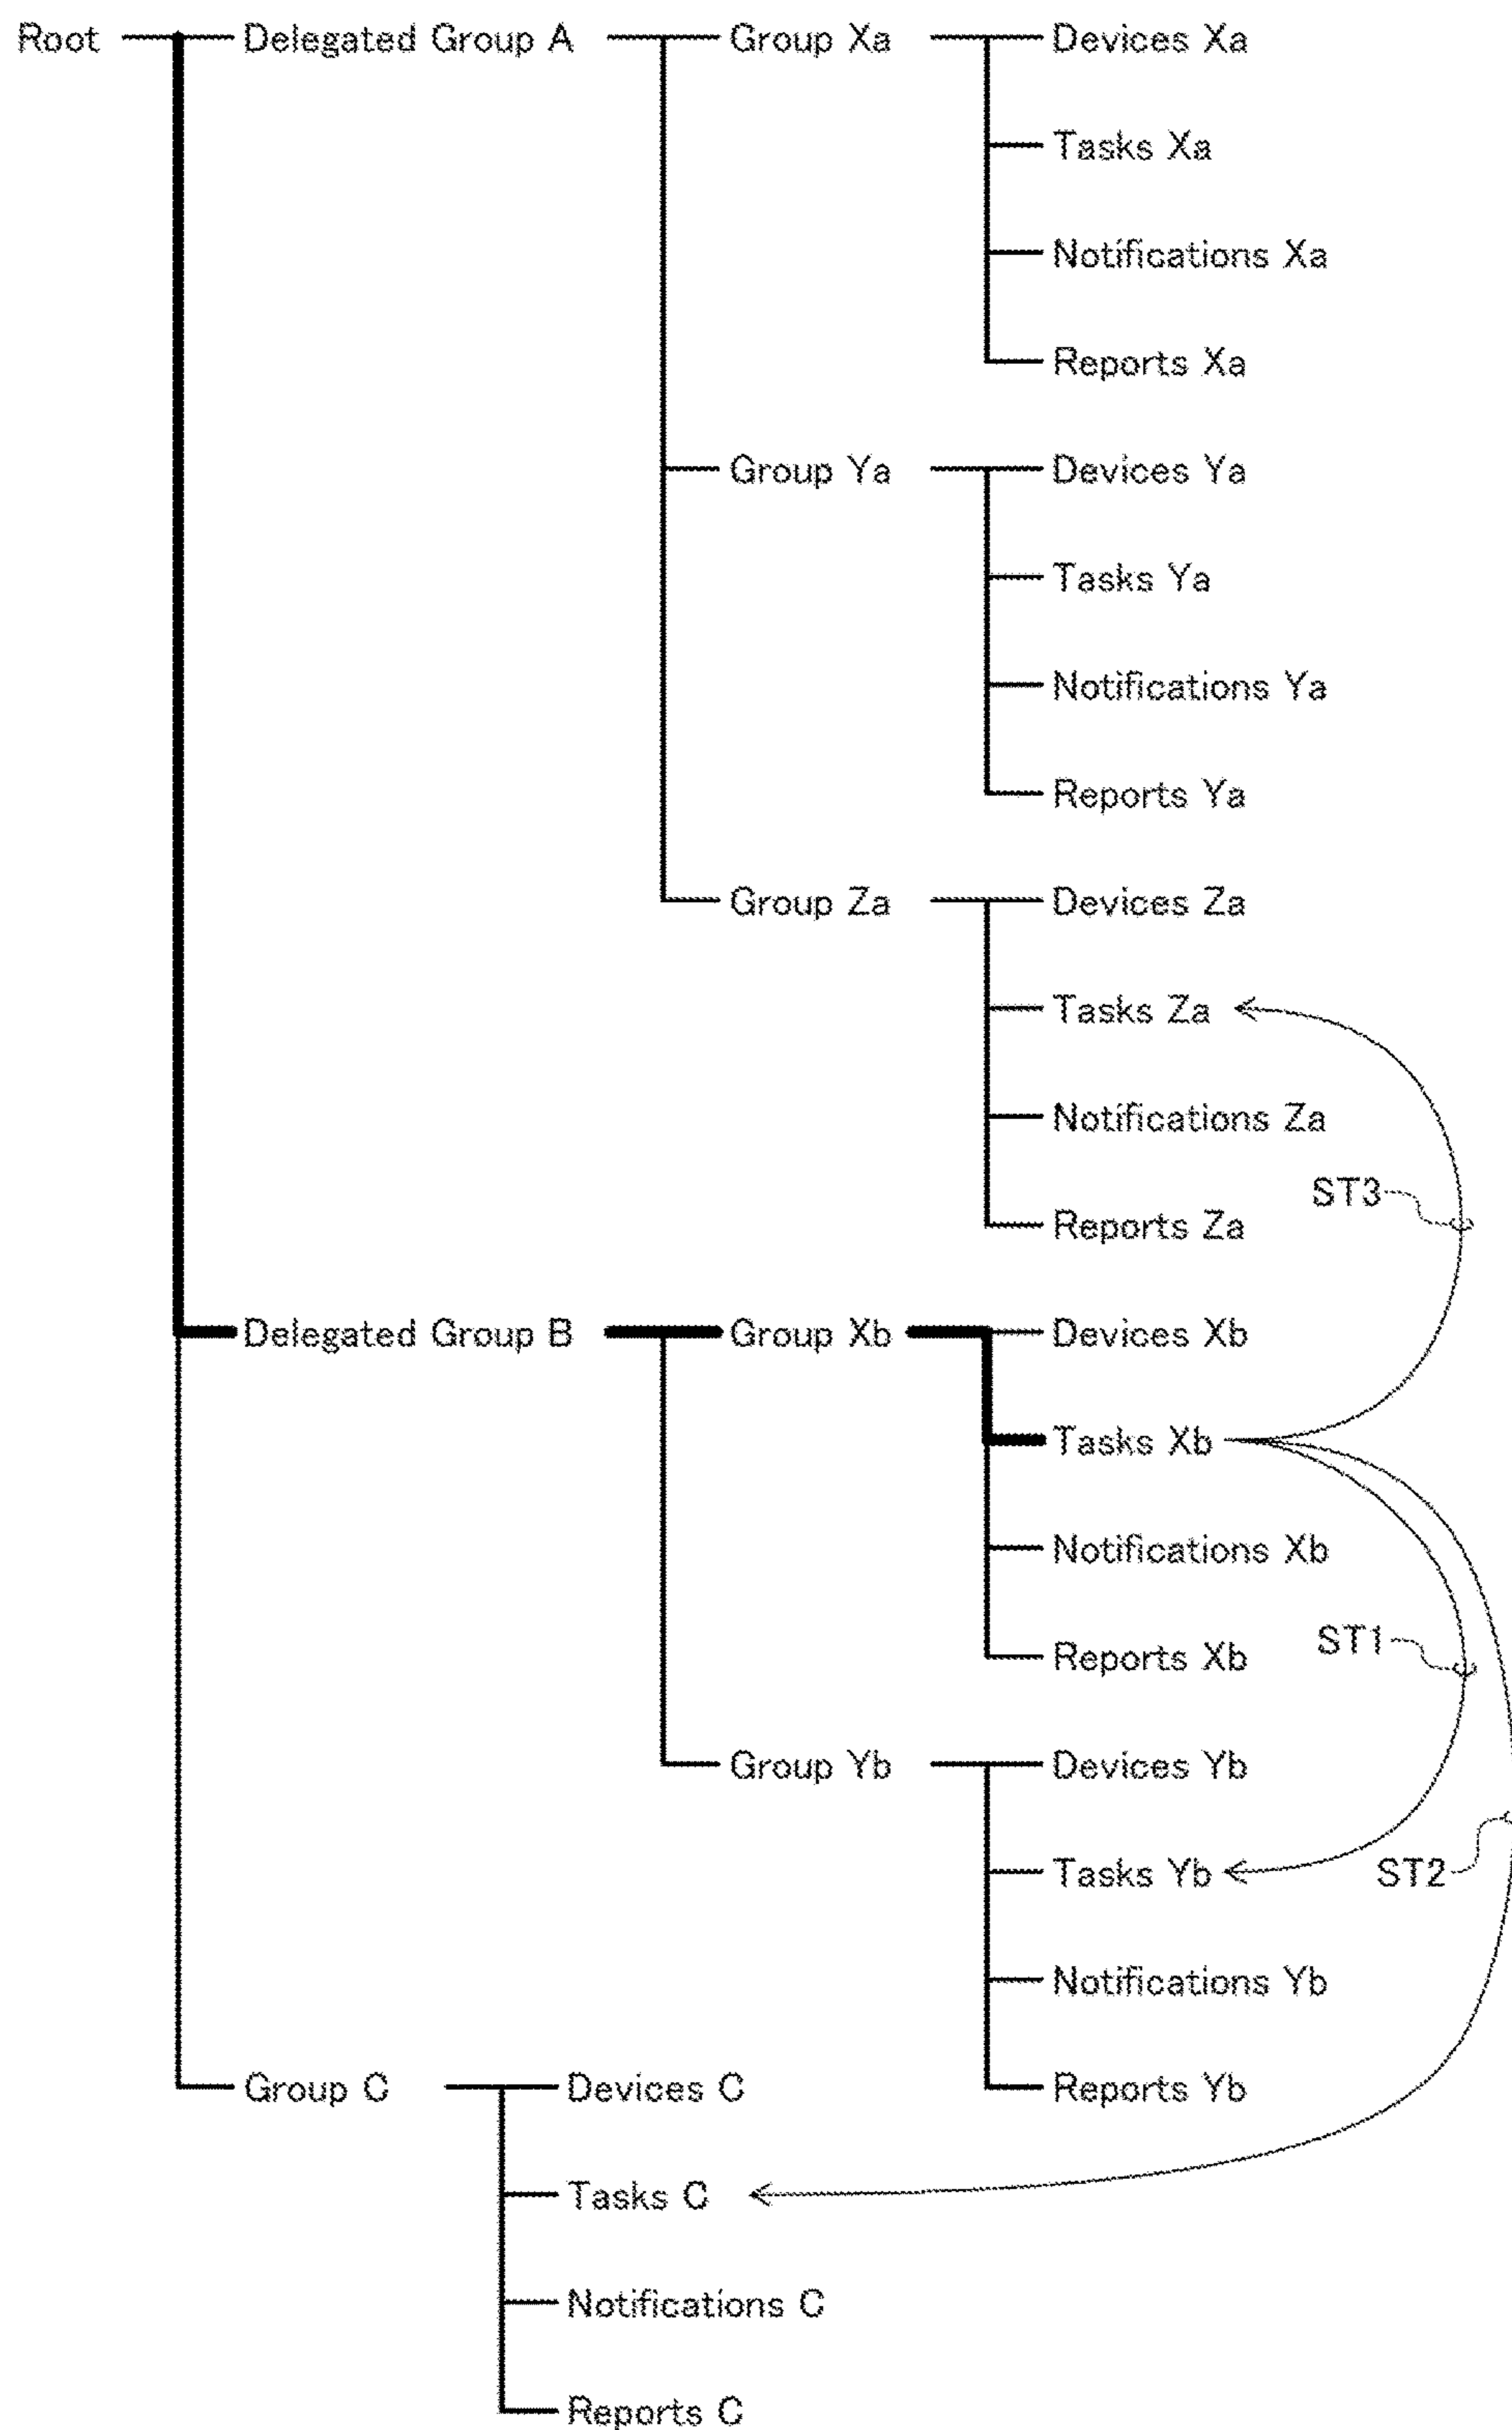 Root Delegated Group A Group Xa Devices Xa
Tasks Xa
Notifications Xa
Reports Xa
Group Ya Devices Ya
Tasks Ya
Notifications Ya
Reports Ya
Group Za Devices Za
Tasks Za
Notifications Za
ST3
Reports Za
Delegated Group B Group Xb Devices Xb
Tasks Xb
Notifications Xb
ST1
Reports Xb
Group Yb Devices Yb
Tasks Yb ST2
Notifications Yb
Group C Devices C Reports Yb
Tasks C
Notifications C
Reports C